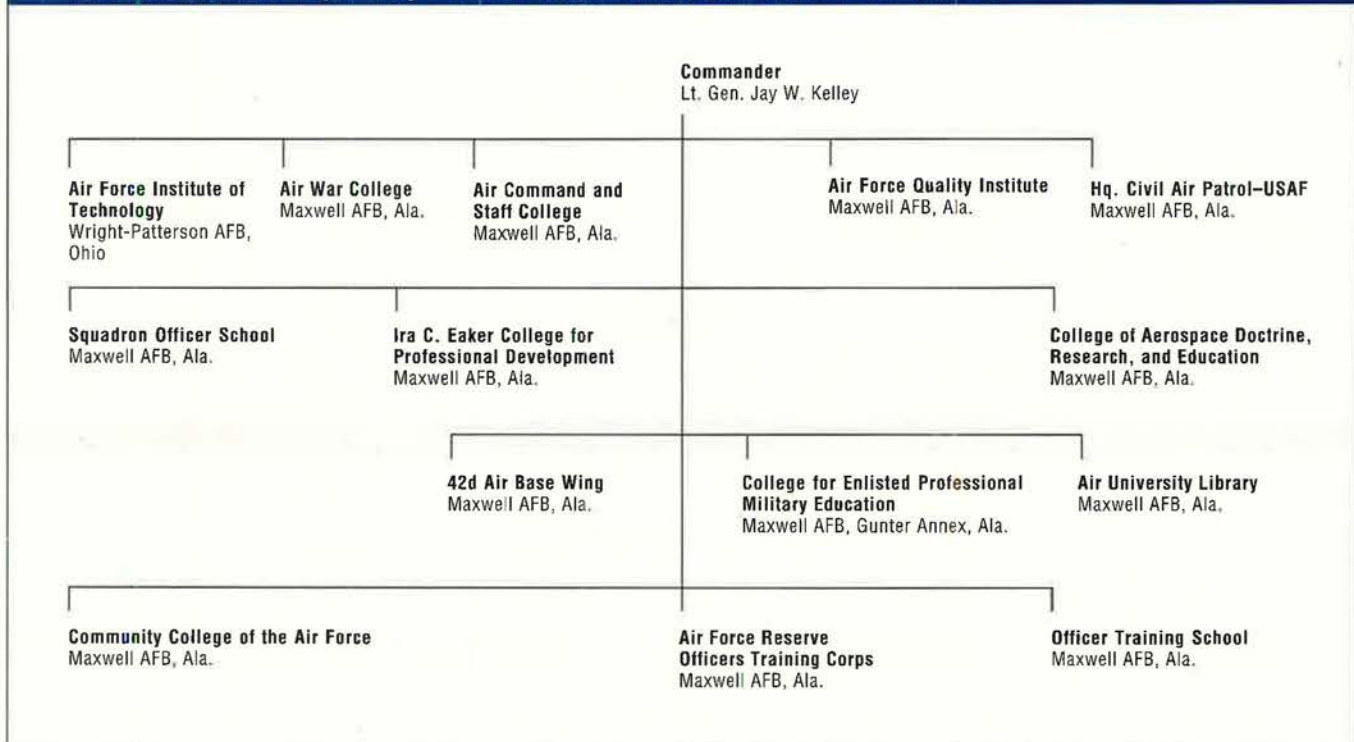 Commander
Lt. Gen. Jay W. Kelley
Air Force Institute of
Technology
Wright-Patterson AFB,
Ohio
Air War College
Maxwell AFB, Ala.
Air Command and
Staff College
Maxwell AFB, Ala.
Air Force Quality Institute
Maxwell AFB, Ala.
Hq. Civil Air Patrol–USAF
Maxwell AFB, Ala.
Squadron Officer School
Maxwell AFB, Ala.
Ira C. Eaker College for
Professional Development
Maxwell AFB, Ala.
College of Aerospace Doctrine,
Research, and Education
Maxwell AFB, Ala.
42d Air Base Wing
Maxwell AFB, Ala.
College for Enlisted Professional
Military Education
Maxwell AFB, Gunter Annex, Ala.
Air University Library
Maxwell AFB, Ala.
Community College of the Air Force
Maxwell AFB, Ala.
Air Force Reserve
Officers Training Corps
Maxwell AFB, Ala.
Officer Training School
Maxwell AFB, Ala.